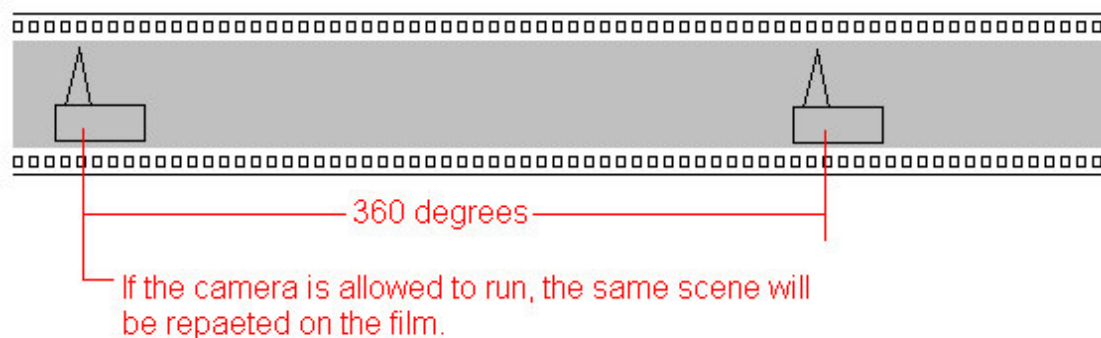 360 degrees
If the camera is allowed to run, the same scene will
be repaeted on the film.